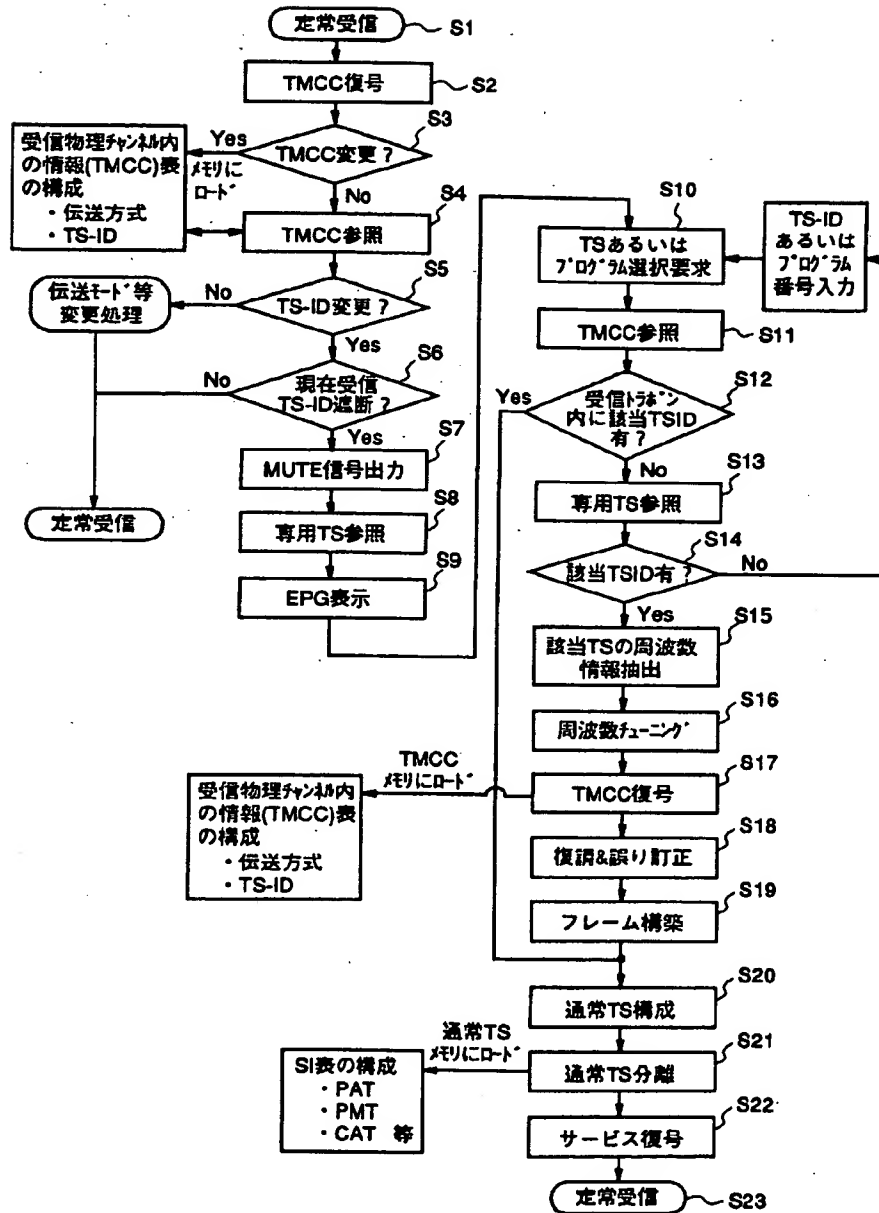 定常受信
S1
TMCC復号
S2
S3
TMCC変更？
Yes
メモリに
ロード
No
受信物理チャンネル内
の情報(TMCC)表
の構成
・伝送方式
・TS-ID
S4
TMCC参照
S5
TS-ID変更？
No
伝送モード等
変更処理
Yes
S6
現在受信
TS-ID遮断？
No
定常受信
Yes
S7
MUTE信号出力
S8
専用TS参照
S9
EPG表示
S10
TSあるいは
プログラム選択要求
TS-ID
あるいは
プログラム
番号入力
TMCC参照
S11
S12
受信トラポン
内に該当TSID
有？
Yes
No
S13
専用TS参照
S14
該当TSID有？
No
Yes
S15
該当TSの周波数
情報抽出
S16
周波数チューニング
S17
TMCC復号
TMCC
メモリにロード
受信物理チャンネル内
の情報(TMCC)表
の構成
・伝送方式
・TS-ID
S18
復調&誤り訂正
S19
フレーム構築
S20
通常TS構成
S21
通常TS分離
通常TS
メモリにロード
SI表の構成
・PAT
・PMT
・CAT 等
S22
サービス復号
定常受信
S23